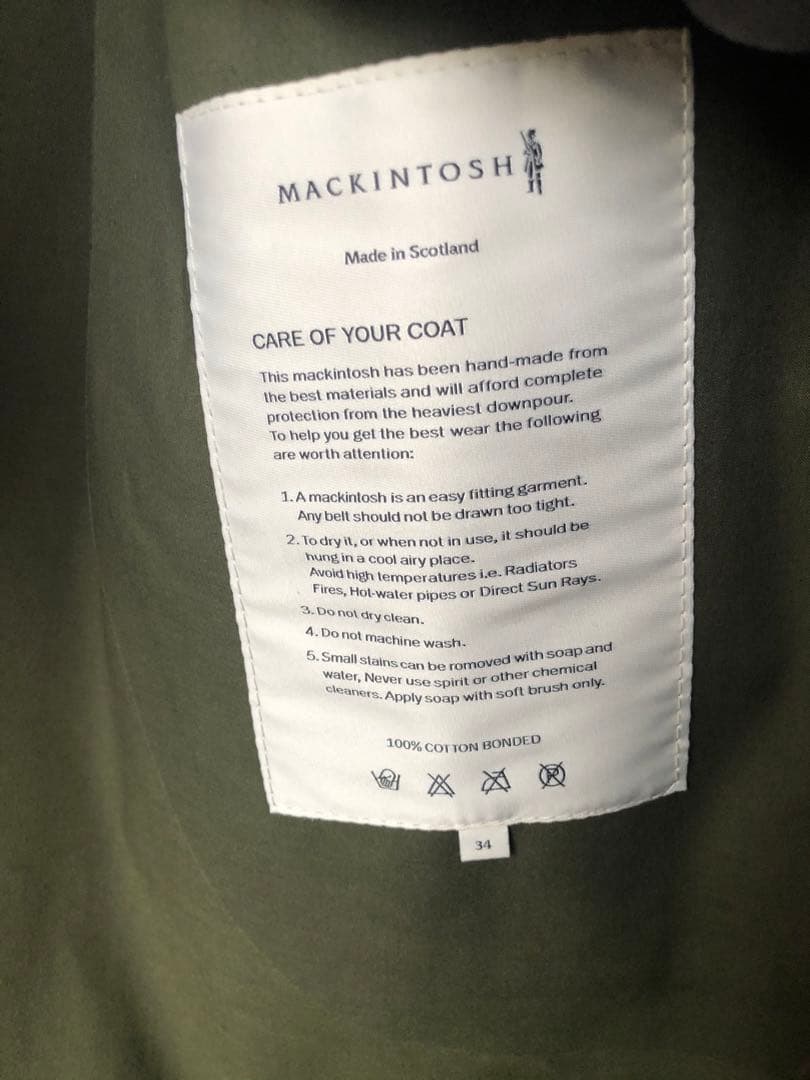 MACKINTOSH
Made in Scotland
CARE OF YOUR COAT
This mackintosh has been hand-made from
the best materials and will afford complete
protection from the heaviest downpour.
To help you get the best wear the following
are worth attention:
1. A mackintosh is an easy fitting garment.
Any belt should not be drawn too tight.
2. To dry it, or when not in use, it should be
hung in a cool airy place.
Avoid high temperatures i.e. Radiators
Fires, Hot-water pipes or Direct Sun Rays.
3. Do not dry clean.
4. Do not machine wash.
5. Small stains can be romoved with soap and
water, Never use spirit or other chemical
cleaners. Apply soap with soft brush only.
100% COTTON BONDED
34